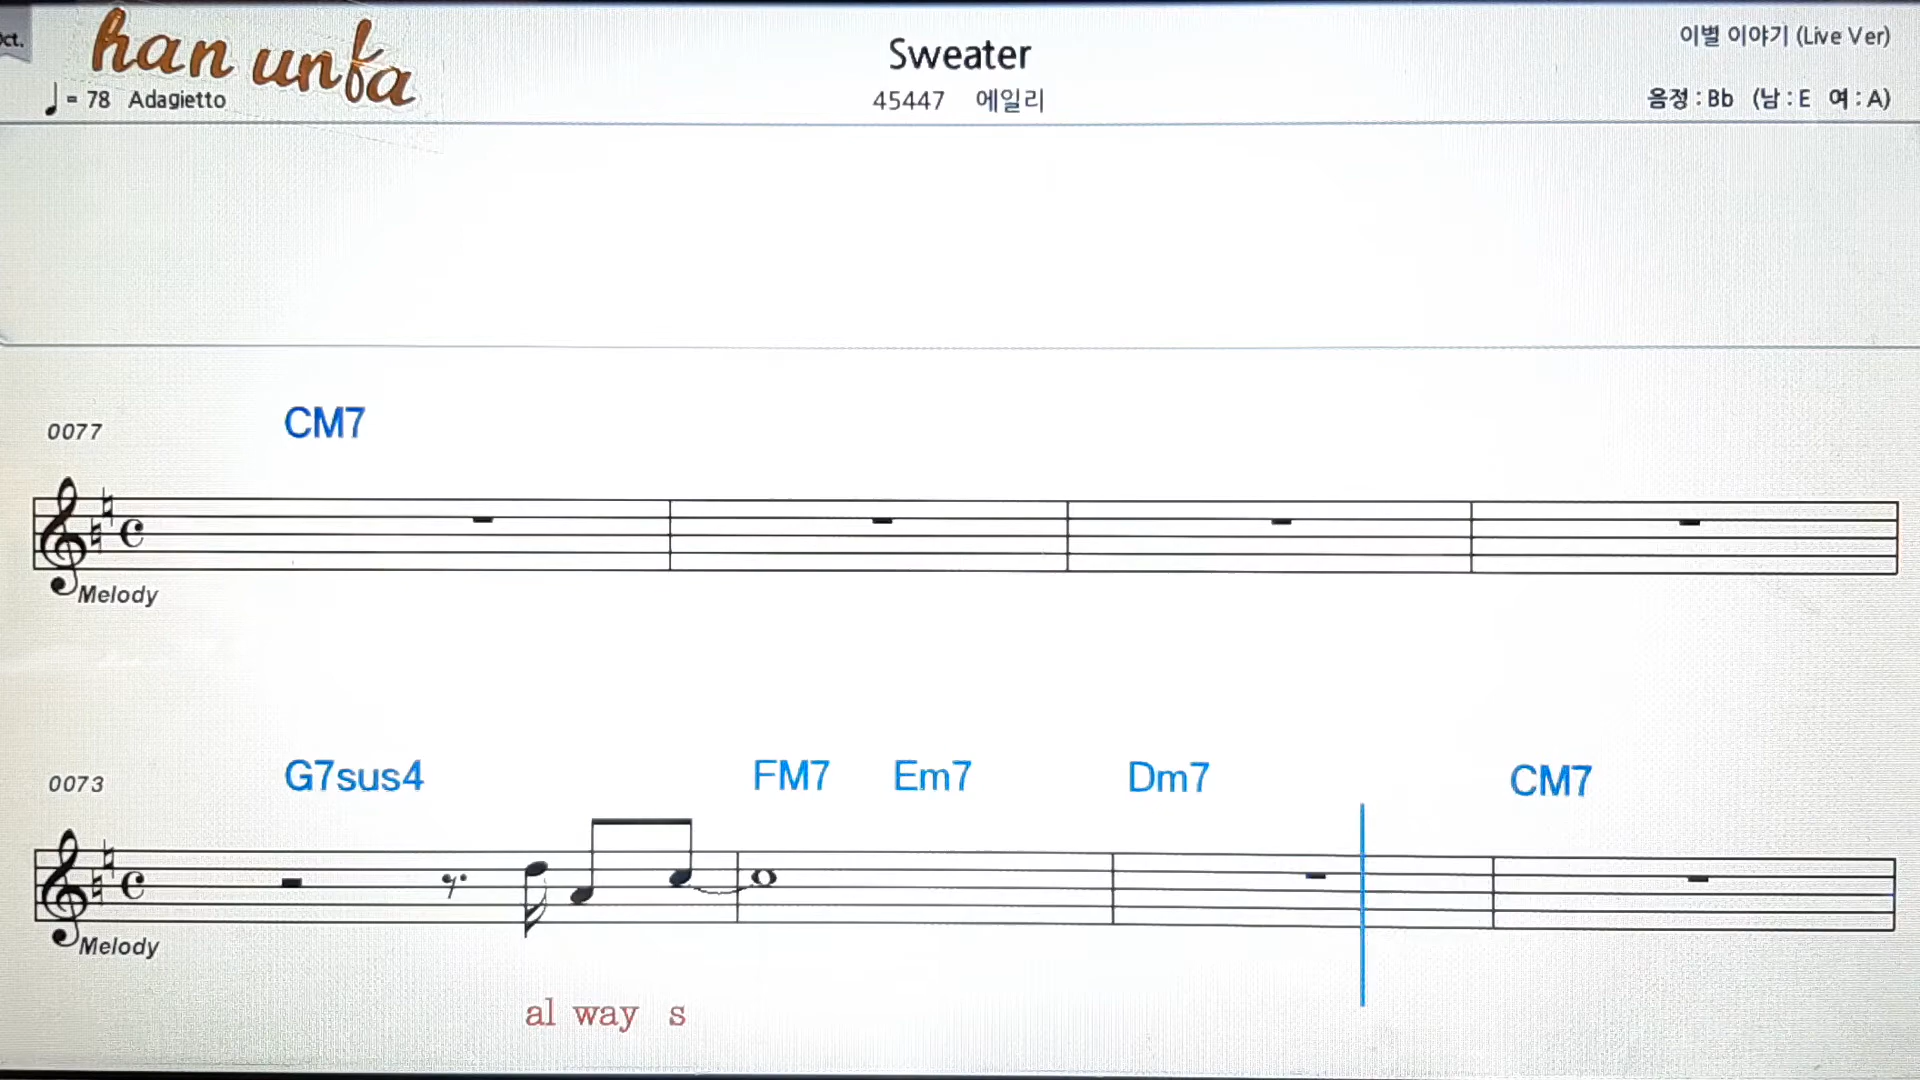 Oct.
han unfa
Sweater
이별 이야기 (Live Ver)
♩ = 78 Adagietto
45447 에일리
음정 : Bb (남 : E 여 : A)
0077 CM7
Melody
0073 G7sus4 FM7 Em7 Dm7 CM7
Melody
al way s